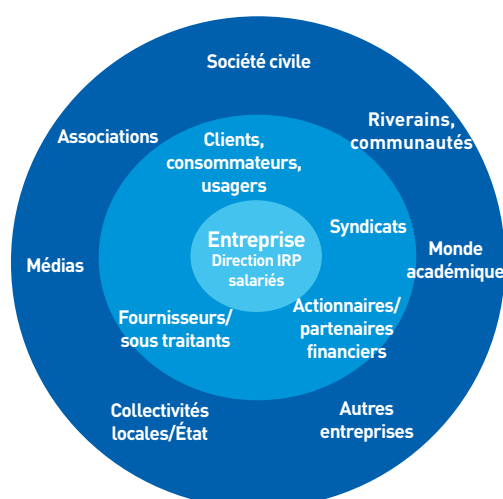 Société civile
Associations
Riverains,
communautés
Clients,
consommateurs,
usagers
Syndicats
Entreprise
Direction IRP
salariés
Médias
Monde
académique
Fournisseurs/
sous traitants
Actionnaires/
partenaires
financiers
Collectivités
locales/État
Autres
entreprises